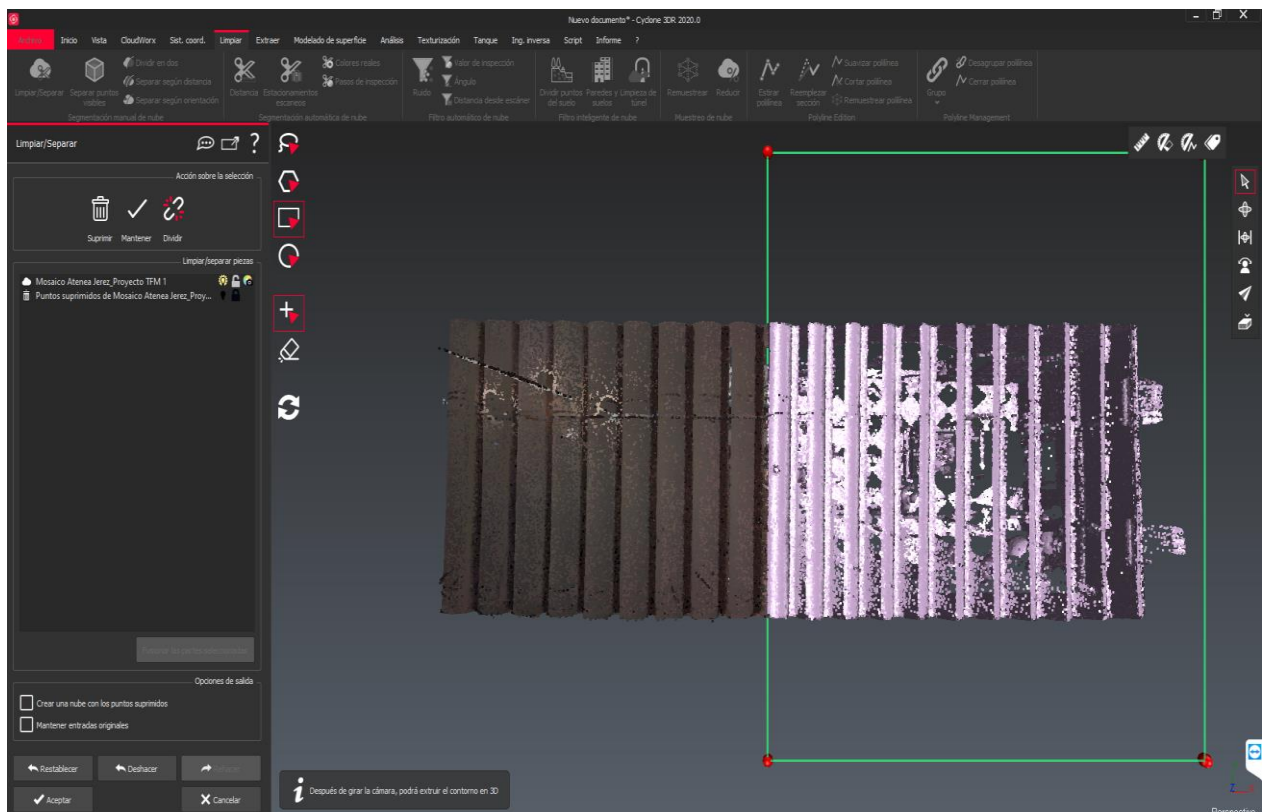 Nuevo documento* - Cyclone 3DR 2020.0
Archivo Inicio Vista CloudWorx Sist. coord. Limpiar Extraer Modelado de superficie Análisis Texturización Tanque Ing. inversa Script Informe ?
Limpiar/Separar
Separar puntos visibles
Dividir en dos
Separar según distancia
Separar según orientación
Segmentación manual de nube
Distancia
Estacionamientos escaneos
Colores reales
Pasos de inspección
Segmentación automática de nube
Ruido
Valor de inspección
Ángulo
Distancia desde escáner
Filtro automático de nube
Dividir puntos del suelo
Paredes y suelos
Limpieza de túnel
Filtro inteligente de nube
Remuestrear
Reducir
Muestreo de nube
Estirar polilínea
Reemplazar sección
Suavizar polilínea
Cortar polilínea
Remuestrear polilínea
Polyline Edition
Grupo
Desagrupar polilínea
Cerrar polilínea
Polyline Management
Limpiar/Separar
Acción sobre la selección
Suprimir Mantener Dividir
Limpiar/separar piezas
Mosaico Atenea Jerez_Proyecto TFM 1
Puntos suprimidos de Mosaico Atenea Jerez_Proy...
Opciones de salida
Crear una nube con los puntos suprimidos
Mantener entradas originales
Restablecer Deshacer
Aceptar Cancelar
Después de girar la cámara, podrá extruir el contorno en 3D
Z